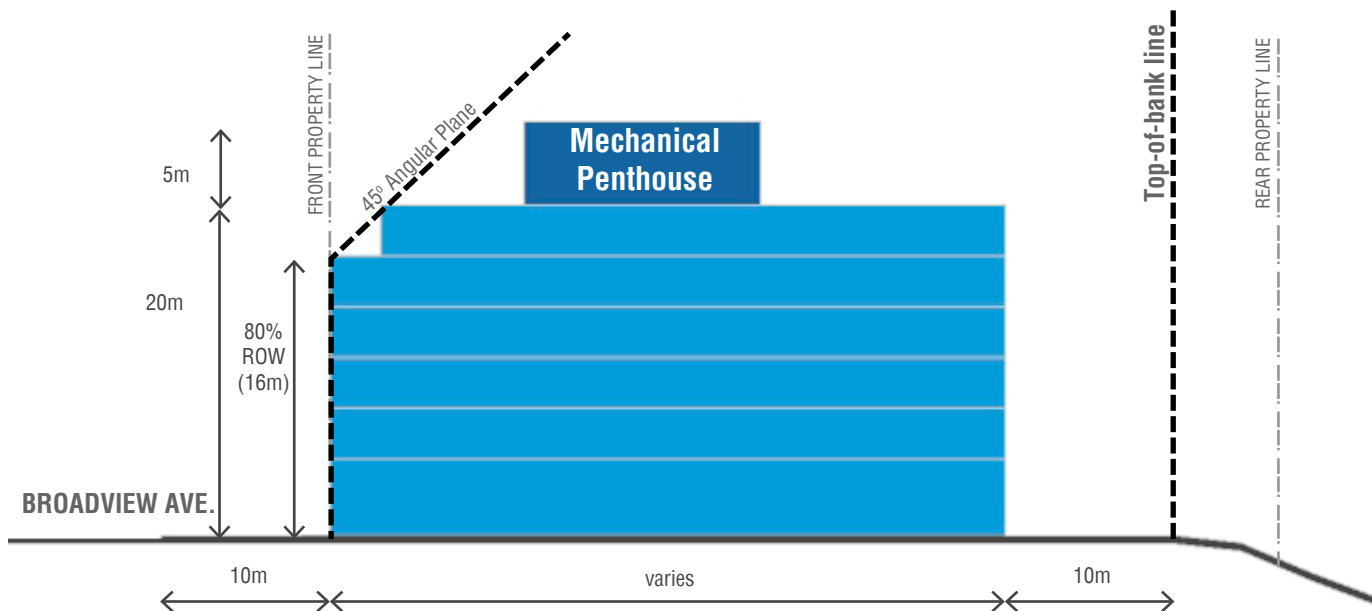 FRONT PROPERTY LINE
45° Angular Plane
Mechanical
Penthouse
Top-of-bank line
REAR PROPERTY LINE
5m
20m
80%
ROW
(16m)
BROADVIEW AVE.
10m
varies
10m